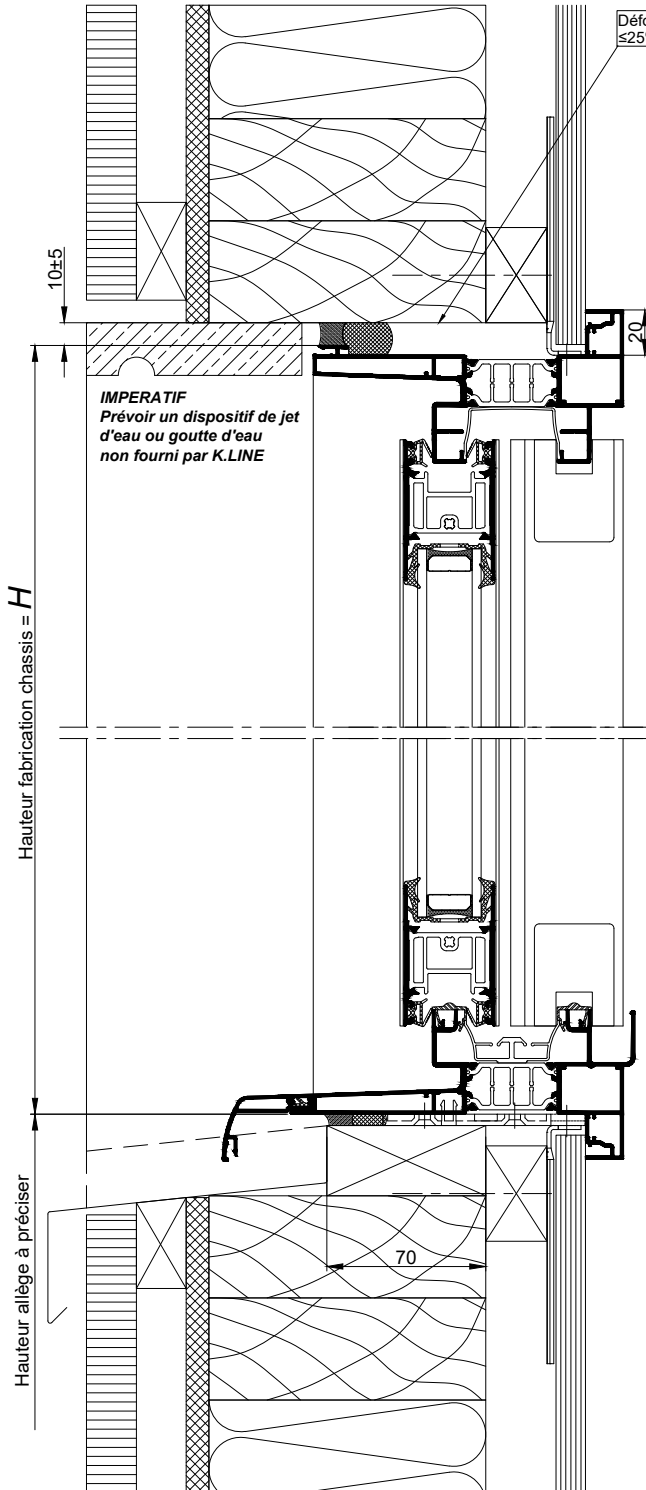 ≤25
10±5
20
IMPERATIF
Prévoir un dispositif de jet
d'eau ou goutte d'eau
non fourni par K.LINE
Hauteur fabrication chassis = H
70
Hauteur allège à préciser